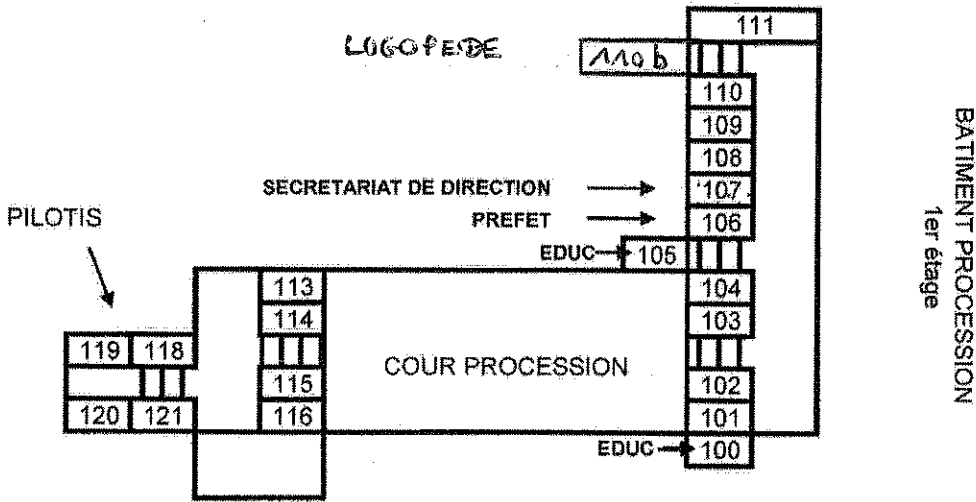 111
LOGOPEDE
110b
110
109
108
SECRETARIAT DE DIRECTION
107
PREFET
106
PILOTIS
EDUC
105
113
104
114
103
119
118
COUR PROCESSION
115
102
120
121
116
101
EDUC
100
BATIMENT PROCESSION
1er étage